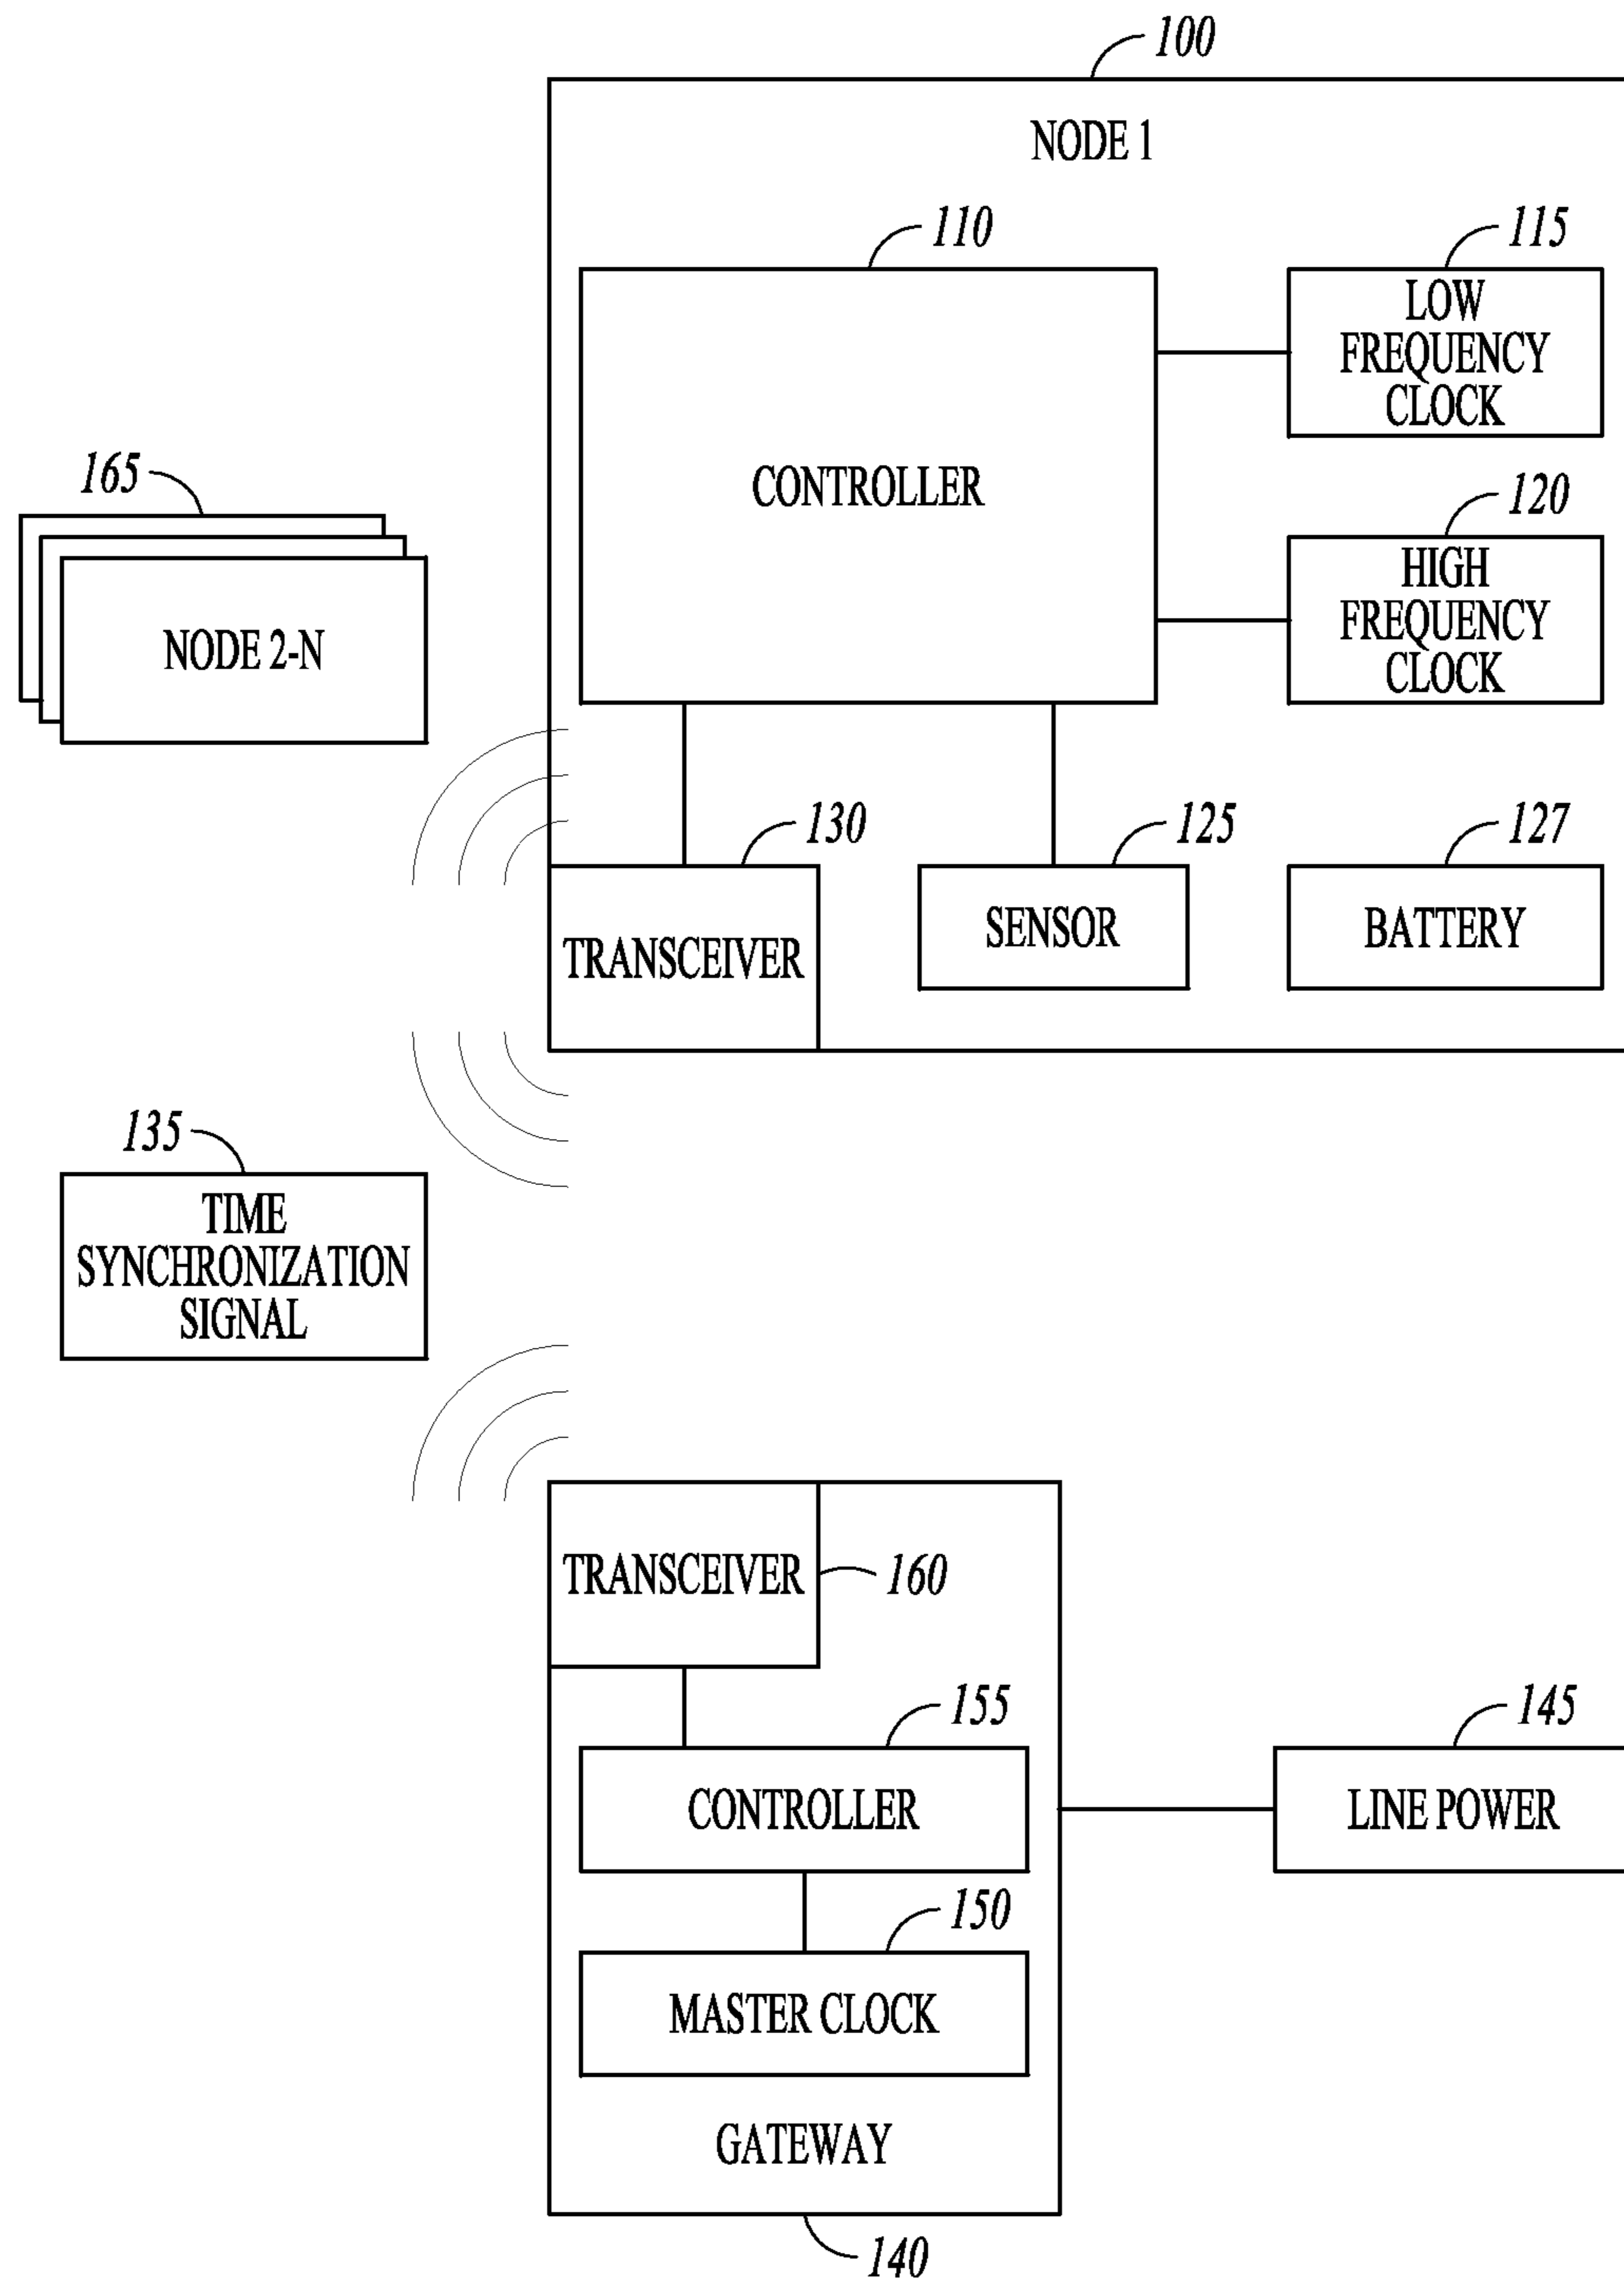 100
NODE 1
110
115
LOW
FREQUENCY
CLOCK
CONTROLLER
165
120
HIGH
FREQUENCY
CLOCK
NODE 2-N
130
125
127
TRANSCEIVER
SENSOR
BATTERY
135
TIME
SYNCHRONIZATION
SIGNAL
TRANSCEIVER
160
155
145
CONTROLLER
LINE POWER
150
MASTER CLOCK
GATEWAY
140